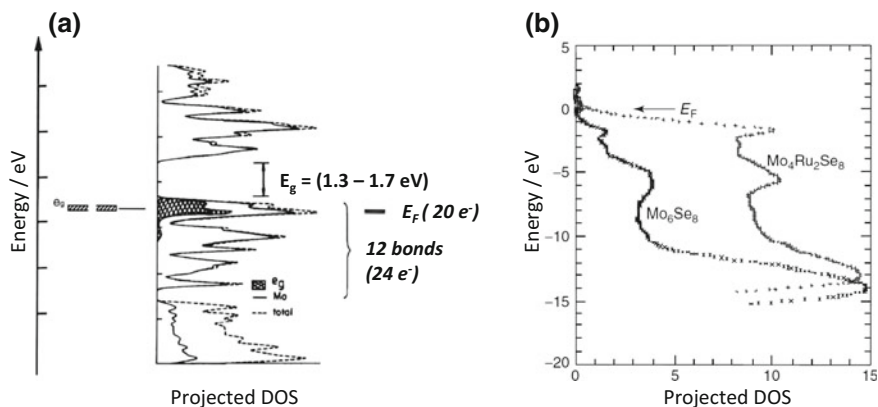 (a)
Energy / eV
e_g
E_g = (1.3 – 1.7 eV)
E_F ( 20 e⁻)
12 bonds
(24 e⁻)
e_g
Mo
total
Projected DOS
(b)
Energy / eV
5
0
−5
−10
−15
−20
E_F
Mo₄Ru₂Se₈
Mo₆Se₈
0 5 10 15
Projected DOS